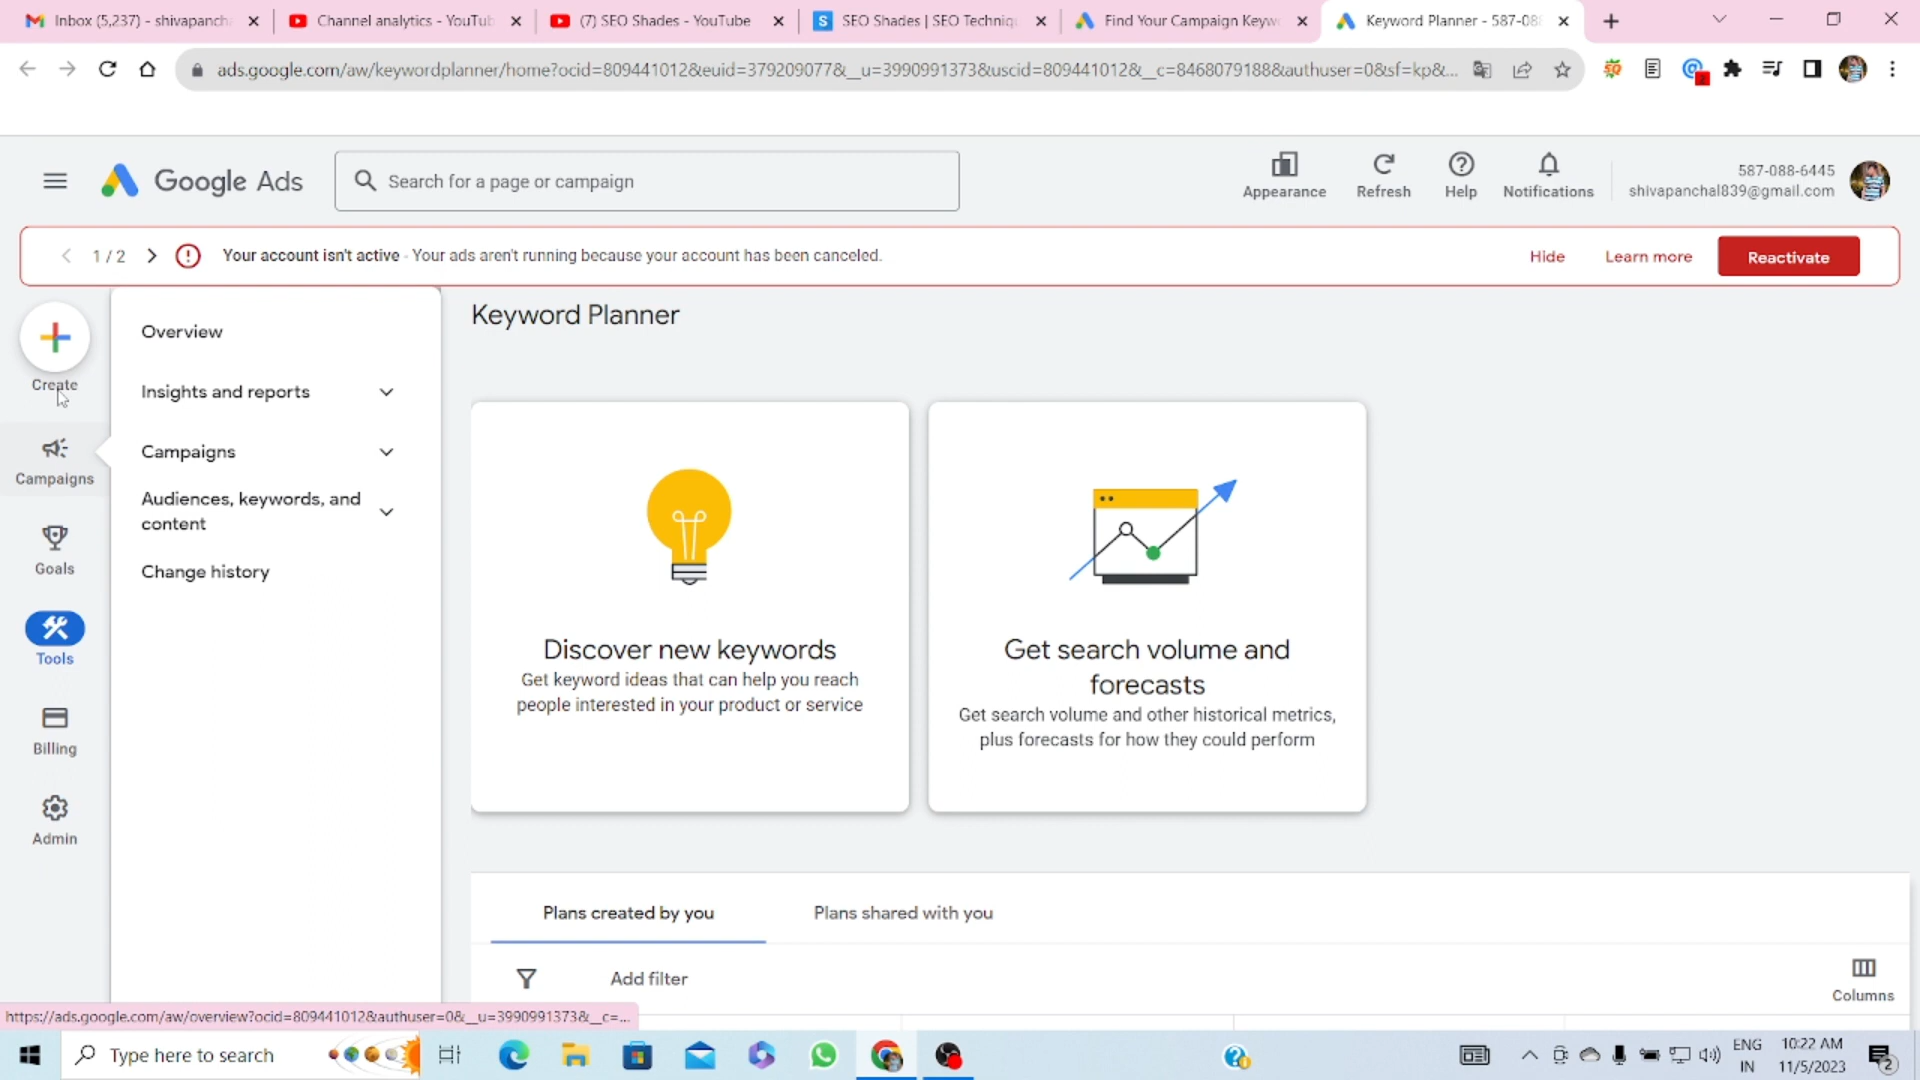 Inbox (5,237) - shivapancha
Channel analytics - YouTub
(7) SEO Shades - YouTube
SEO Shades | SEO Techniqu
Find Your Campaign Keywo
Keyword Planner - 587-088
ads.google.com/aw/keywordplanner/home?ocid=809441012&euid=379209077&__u=3990991373&uscid=809441012&__c=8468079188&authuser=0&sf=kp&...
Google Ads
Search for a page or campaign
Appearance
Refresh
Help
Notifications
587-088-6445
shivapanchal839@gmail.com
1 / 2
Your account isn't active - Your ads aren't running because your account has been canceled.
Hide
Learn more
Reactivate
Create
Campaigns
Goals
Tools
Billing
Admin
Overview
Insights and reports
Campaigns
Audiences, keywords, and
content
Change history
Keyword Planner
Discover new keywords
Get keyword ideas that can help you reach
people interested in your product or service
Get search volume and
forecasts
Get search volume and other historical metrics,
plus forecasts for how they could perform
Plans created by you
Plans shared with you
Add filter
Columns
https://ads.google.com/aw/overview?ocid=809441012&authuser=0&__u=3990991373&__c=...
Type here to search
ENG
IN
10:22 AM
11/5/2023
2